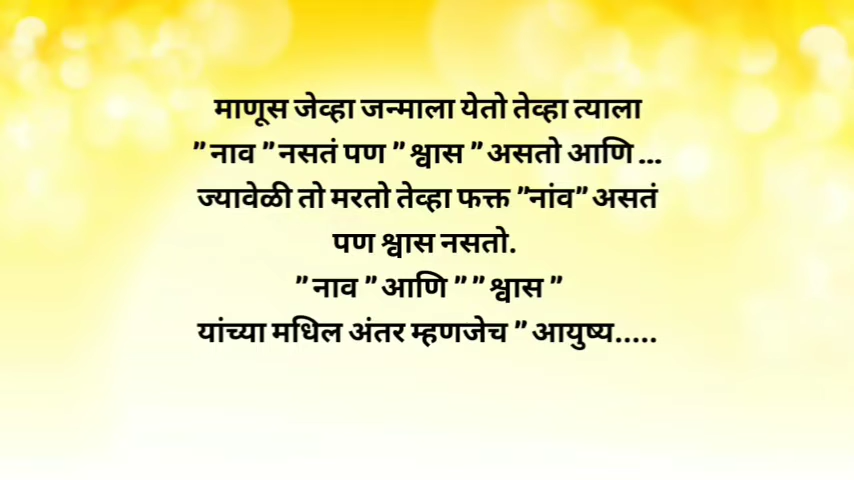 माणूस जेव्हा जन्माला येतो तेव्हा त्याला
” नाव ” नसतं पण ” श्वास ” असतो आणि ...
ज्यावेळी तो मरतो तेव्हा फक्त ”नांव” असतं
पण श्वास नसतो.
” नाव ” आणि ” ” श्वास ”
यांच्या मधिल अंतर म्हणजेच ” आयुष्य.....